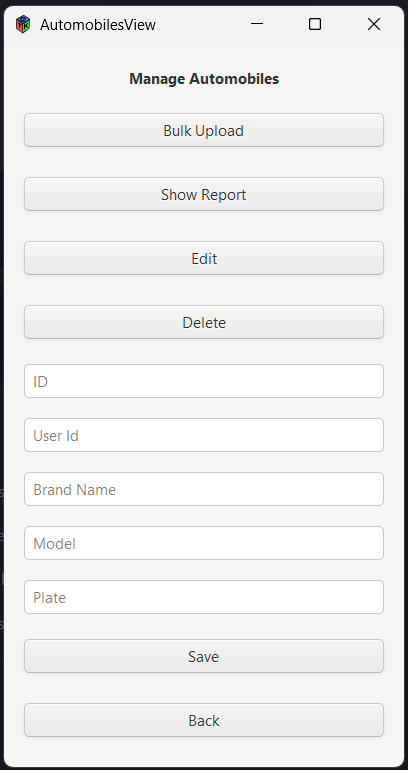 AutomobilesView
Manage Automobiles
Bulk Upload
Show Report
Edit
Delete
ID
User Id
Brand Name
Model
Plate
Save
Back